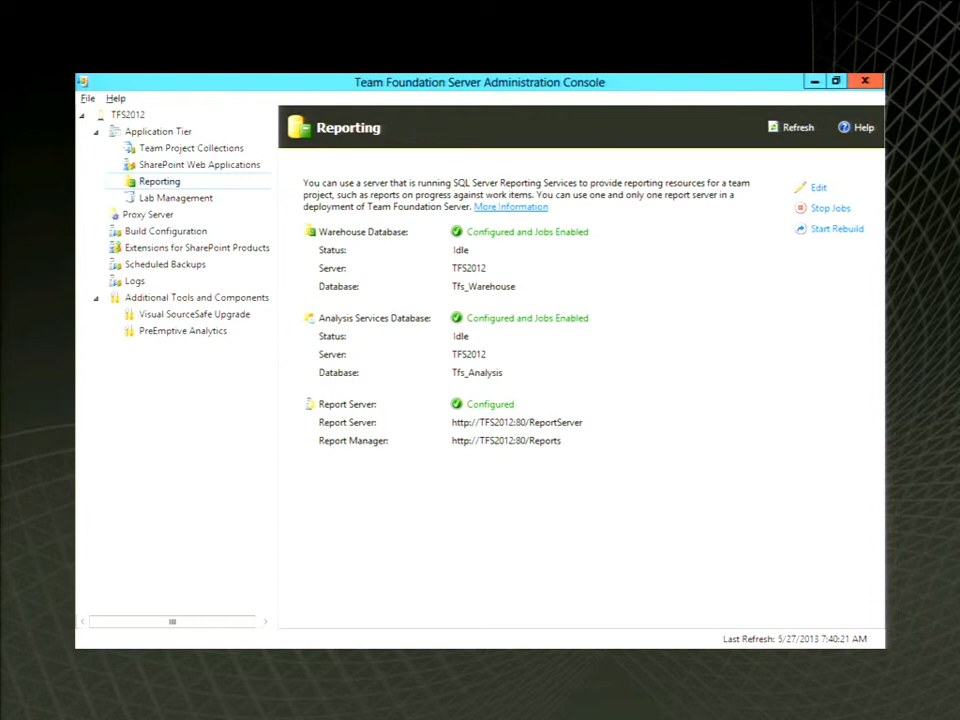 Team Foundation Server Administration Console
File Help
TFS2012
Application Tier
Team Project Collections
SharePoint Web Applications
Reporting
Lab Management
Proxy Server
Build Configuration
Extensions for SharePoint Products
Scheduled Backups
Logs
Additional Tools and Components
Visual SourceSafe Upgrade
PreEmptive Analytics
Reporting
Refresh Help
You can use a server that is running SQL Server Reporting Services to provide reporting resources for a team
project, such as reports on progress against work items. You can use one and only one report server in a
deployment of Team Foundation Server. More Information
Edit
Stop Jobs
Start Rebuild
Warehouse Database: Configured and Jobs Enabled
Status: Idle
Server: TFS2012
Database: Tfs_Warehouse
Analysis Services Database: Configured and Jobs Enabled
Status: Idle
Server: TFS2012
Database: Tfs_Analysis
Report Server: Configured
Report Server: http://TFS2012:80/ReportServer
Report Manager: http://TFS2012:80/Reports
Last Refresh: 5/27/2013 7:40:21 AM